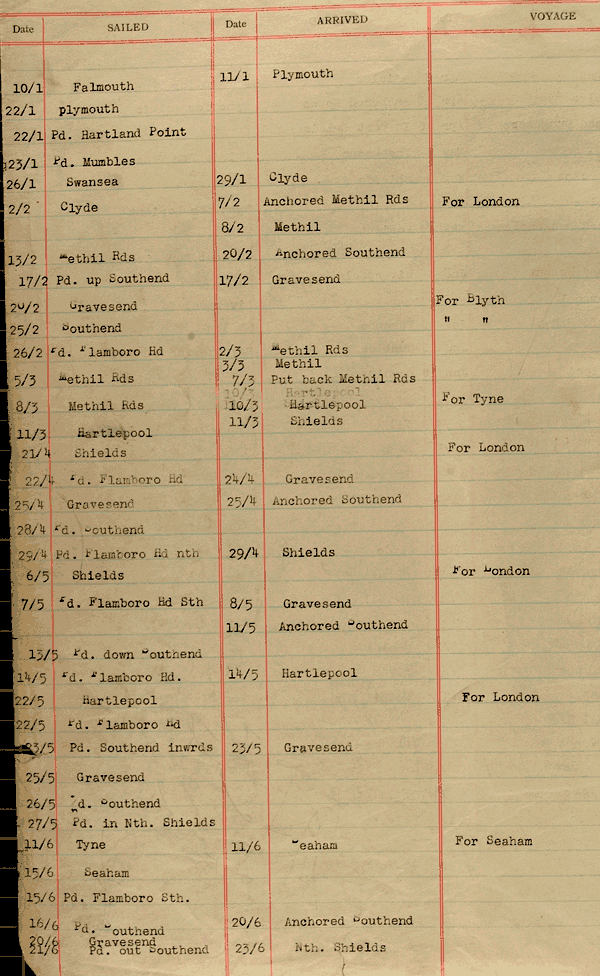 Date SAILED Date ARRIVED VOYAGE
11/1 Plymouth
10/1 Falmouth
22/1 plymouth
22/1 Pd. Hartland Point
23/1 Pd. Mumbles
26/1 Swansea 29/1 Clyde
2/2 Clyde 7/2 Anchored Methil Rds For London
8/2 Methil
13/2 Methil Rds 20/2 Anchored Southend
17/2 Pd. up Southend 17/2 Gravesend
20/2 Gravesend For Blyth
25/2 Southend " "
26/2 Pd. Flamboro Hd 2/3 Methil Rds
3/3 Methil
5/3 Methil Rds 7/3 Put back Methil Rds
10/3 Hartlepool
8/3 Methil Rds 10/3 Hartlepool For Tyne
11/3 Shields
11/3 Hartlepool
21/4 Shields For London
22/4 Pd. Flamboro Hd 24/4 Gravesend
25/4 Gravesend 25/4 Anchored Southend
28/4 Pd. Southend
29/4 Pd. Flamboro Hd nth 29/4 Shields
6/5 Shields For London
7/5 Pd. Flamboro Hd Sth 8/5 Gravesend
11/5 Anchored Southend
13/5 Pd. down Southend
14/5 Pd. Flamboro Hd. 14/5 Hartlepool
22/5 Hartlepool For London
22/5 Pd. Flamboro Hd
23/5 Pd. Southend inwrds 23/5 Gravesend
25/5 Gravesend
26/5 Pd. Southend
27/5 Pd. in Nth. Shields
11/6 Tyne 11/6 Seaham For Seaham
15/6 Seaham
15/6 Pd. Flamboro Sth.
16/6 Pd. Southend 20/6 Anchored Southend
20/6 Gravesend
21/6 Pd. out Southend 23/6 Nth. Shields